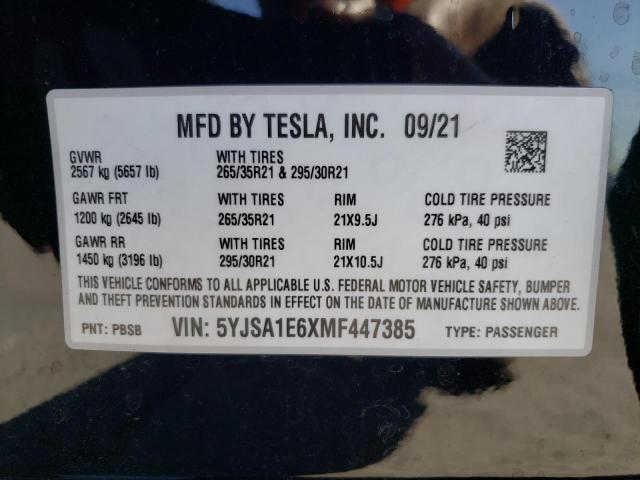 MFD BY TESLA, INC. 09/21
GVWR WITH TIRES
2567 kg (5657 lb) 265/35R21 & 295/30R21
GAWR FRT WITH TIRES RIM COLD TIRE PRESSURE
1200 kg (2645 lb) 265/35R21 21X9.5J 276 kPa, 40 psi
GAWR RR WITH TIRES RIM COLD TIRE PRESSURE
1450 kg (3196 lb) 295/30R21 21X10.5J 276 kPa, 40 psi
THIS VEHICLE CONFORMS TO ALL APPLICABLE U.S. FEDERAL MOTOR VEHICLE SAFETY, BUMPER
AND THEFT PREVENTION STANDARDS IN EFFECT ON THE DATE OF MANUFACTURE SHOWN ABOVE.
PNT: PBSB VIN: 5YJSA1E6XMF447385 TYPE: PASSENGER